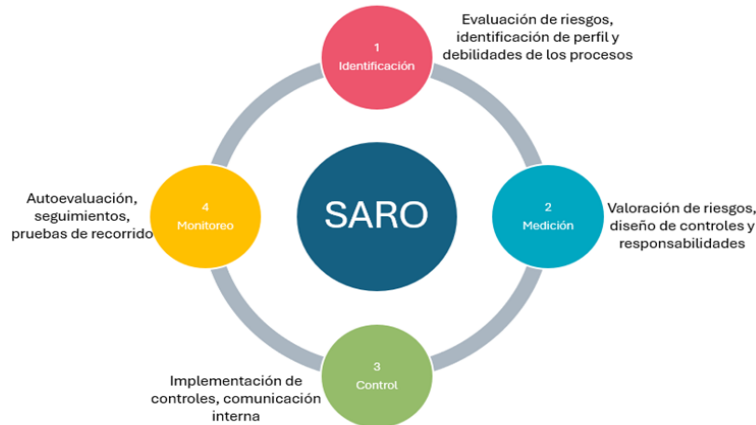 1
Identificación
Evaluación de riesgos,
identificación de perfil y
debilidades de los procesos
SARO
2
Medición
Valoración de riesgos,
diseño de controles y
responsabilidades
3
Control
Implementación de
controles, comunicación
interna
4
Monitoreo
Autoevaluación,
seguimientos,
pruebas de recorrido